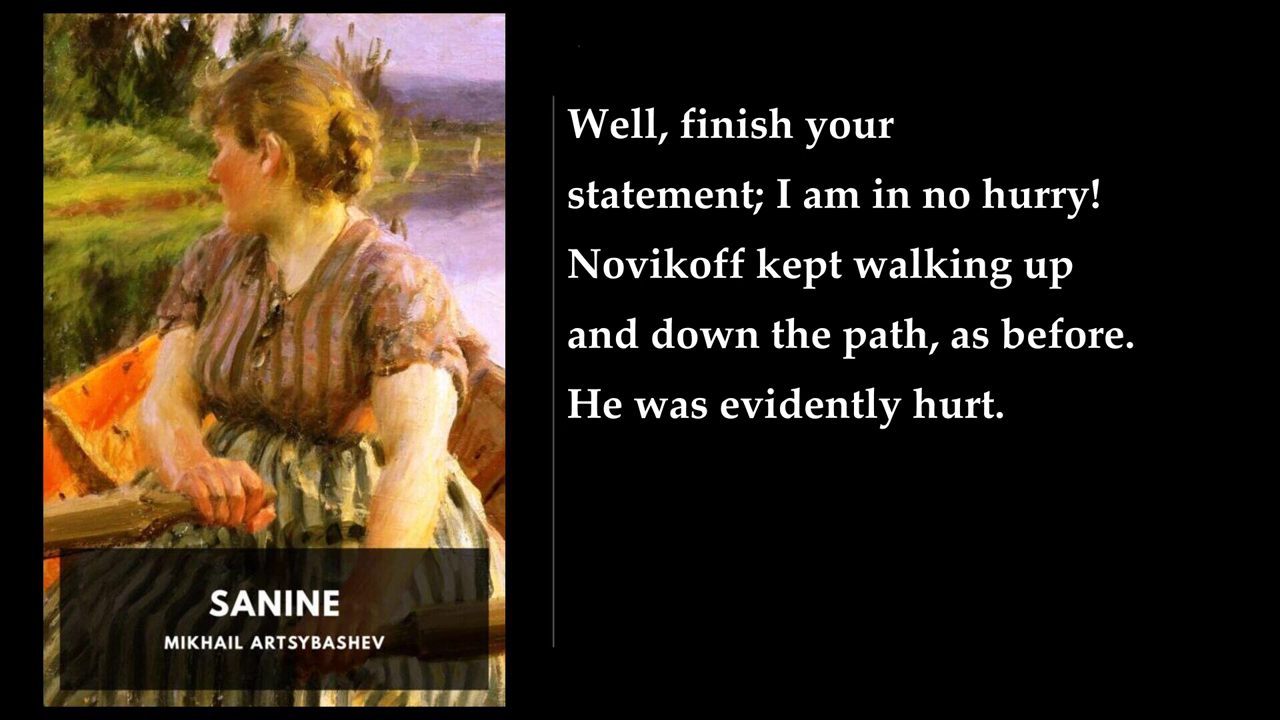 Well, finish your
statement; I am in no hurry!
Novikoff kept walking up
and down the path, as before.
He was evidently hurt.
SANINE
MIKHAIL ARTSYBASHEV